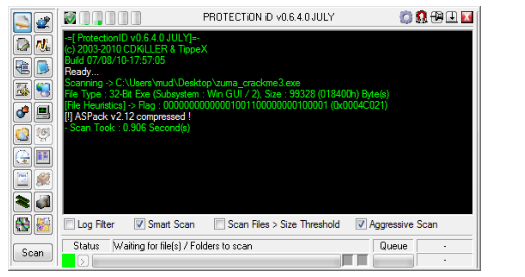 PROTECTiON iD v0.6.4.0 JULY
-=[ ProtectionID v0.6.4.0 JULY]=-
(c) 2003-2010 CDKiLLER & TippeX
Build 07/08/10-17:57:05
Ready...
Scanning -> C:\Users\mud\Desktop\zuma_crackme3.exe
File Type : 32-Bit Exe (Subsystem : Win GUI / 2), Size : 99328 (018400h) Byte(s)
[File Heuristics] -> Flag : 00000000000001001100000000100001 (0x0004C021)
[!] ASPack v2.12 compressed !
- Scan Took : 0.906 Second(s)
Log Filter Smart Scan Scan Files > Size Threshold Aggressive Scan
Scan Status Waiting for file(s) / Folders to scan Queue -
-